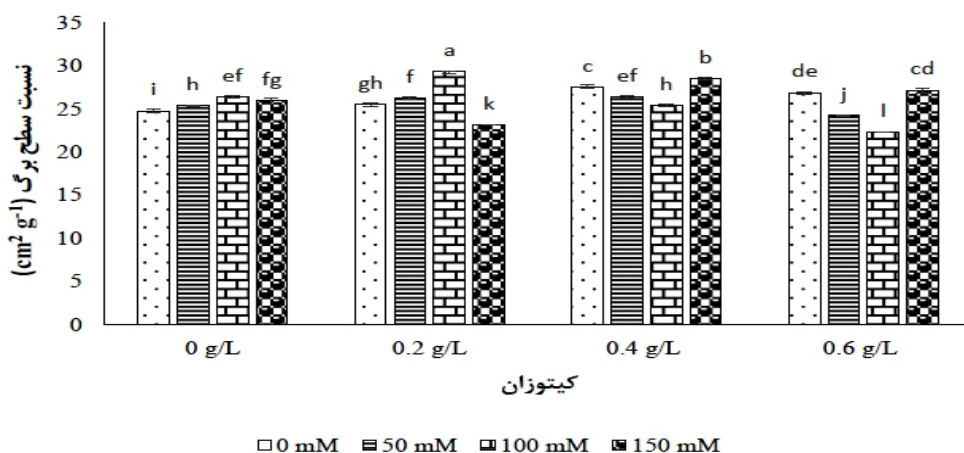 35
30
25
20
15
10
5
0
نسبت سطح برگ (cm² g⁻¹)
i h ef fg
gh f a k
c ef h b
de j l cd
0 g/L 0.2 g/L 0.4 g/L 0.6 g/L
کیتوزان
0 mM 50 mM 100 mM 150 mM